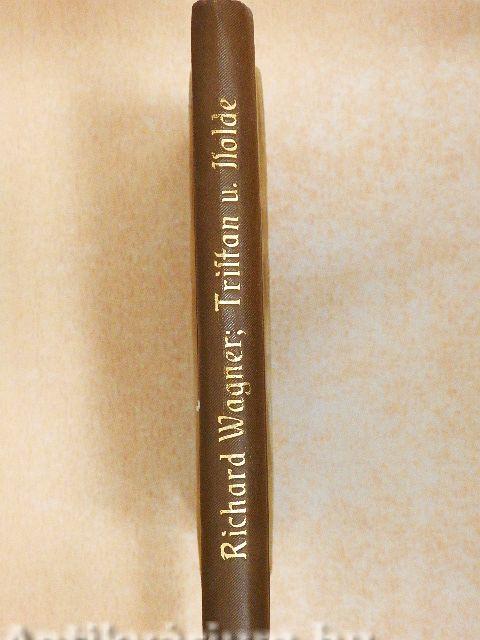 Richard Wagner; Triſtan u. Iſolde